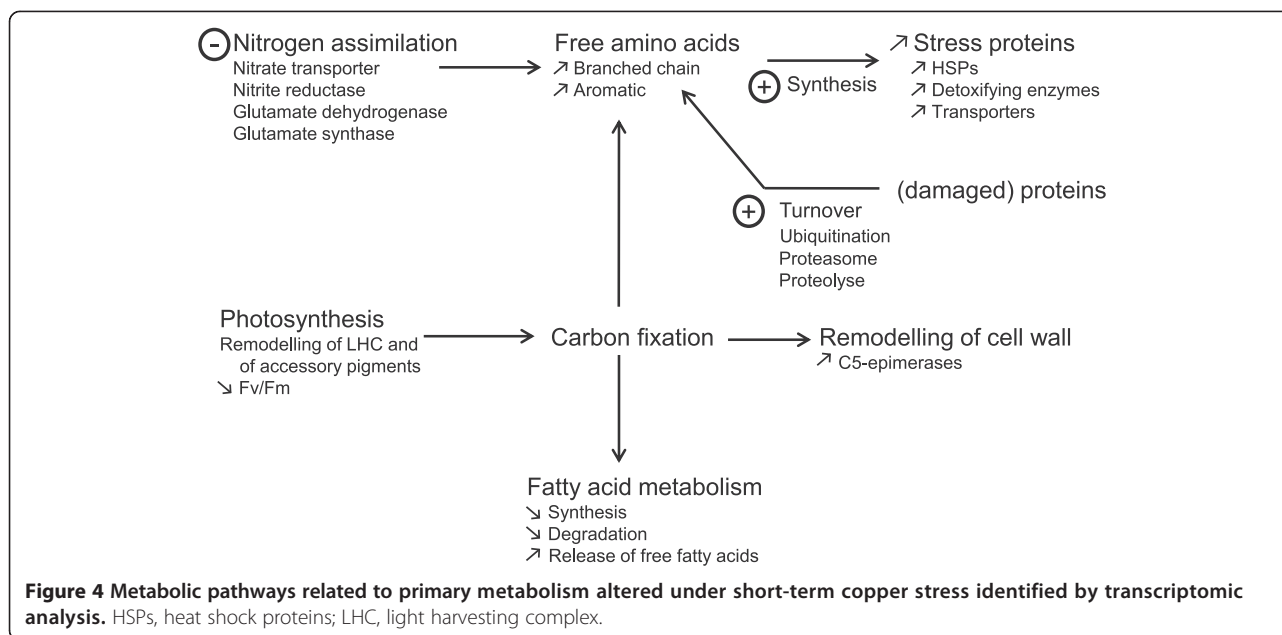 - Nitrogen assimilation
Nitrate transporter
Nitrite reductase
Glutamate dehydrogenase
Glutamate synthase
Free amino acids
↗ Branched chain
↗ Aromatic
+ Synthesis
↗ Stress proteins
↗ HSPs
↗ Detoxifying enzymes
↗ Transporters
(damaged) proteins
+ Turnover
Ubiquitination
Proteasome
Proteolyse
Photosynthesis
Remodelling of LHC and
of accessory pigments
↘ Fv/Fm
Carbon fixation
Remodelling of cell wall
↗ C5-epimerases
Fatty acid metabolism
↘ Synthesis
↘ Degradation
↗ Release of free fatty acids
Figure 4 Metabolic pathways related to primary metabolism altered under short-term copper stress identified by transcriptomic
analysis. HSPs, heat shock proteins; LHC, light harvesting complex.